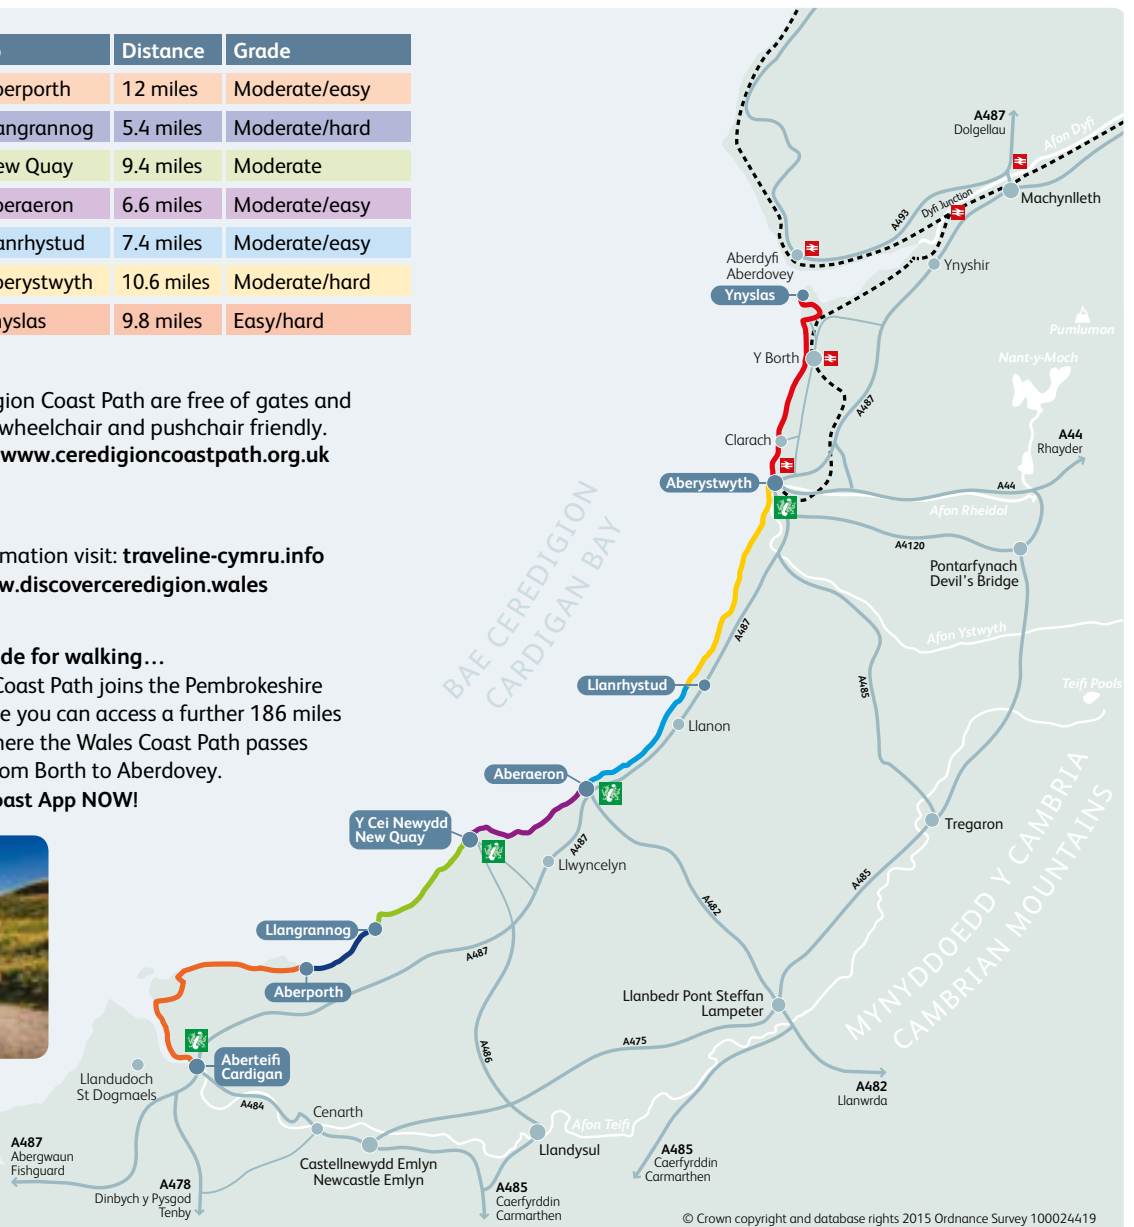 Distance Grade
perporth 12 miles Moderate/easy
angrannog 5.4 miles Moderate/hard
ew Quay 9.4 miles Moderate
beraeron 6.6 miles Moderate/easy
anrhystud 7.4 miles Moderate/easy
berystwyth 10.6 miles Moderate/hard
nyslas 9.8 miles Easy/hard
gion Coast Path are free of gates and
wheelchair and pushchair friendly.
www.ceredigioncoastpath.org.uk
rmation visit: traveline-cymru.info
w.discoverceredigion.wales
de for walking...
Coast Path joins the Pembrokeshire
e you can access a further 186 miles
here the Wales Coast Path passes
om Borth to Aberdovey.
oast App NOW!
A487
Dolgellau
Afon Dyfi
Machynlleth
Dyfi Junction
A493
Aberdyfi
Aberdovey
Ynyshir
Ynyslas
Pumlumon
Nant-y-Moch
Y Borth
A487
Clarach
A44
Rhayder
Aberystwyth
A44
Afon Rheidol
A4120
Pontarfynach
Devil's Bridge
BAE CEREDIGION
CARDIGAN BAY
A487
Afon Ystwyth
Llanrhystud
A485
Teifi Pools
Llanon
Aberaeron
Y Cei Newydd
New Quay
A487
Llwyncelyn
Tregaron
A485
MYNYDDOEDD Y CAMBRIA
CAMBRIAN MOUNTAINS
A482
Llangrannog
A487
Aberporth
Llanbedr Pont Steffan
Lampeter
A475
A486
Aberteifi
Cardigan
Llandudoch
St Dogmaels
A484
Cenarth
A482
Llanwrda
Afon Teifi
Llandysul
A487
Abergwaun
Fishguard
Castellnewydd Emlyn
Newcastle Emlyn
A485
Caerfyrddin
Carmarthen
A478
Dinbych y Pysgod
Tenby
A485
Caerfyrddin
Carmarthen
© Crown copyright and database rights 2015 Ordnance Survey 100024419